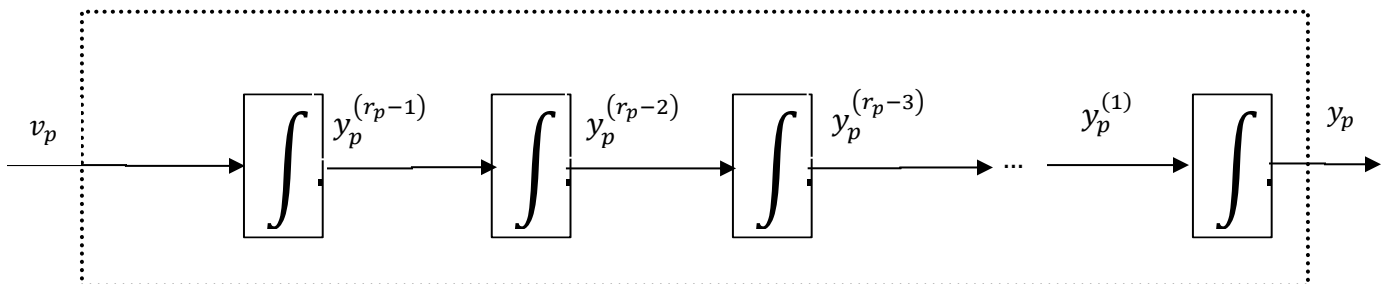 v_p ∫ y_p^{(r_p−1)} ∫ y_p^{(r_p−2)} ∫ y_p^{(r_p−3)} ... y_p^{(1)} ∫ y_p